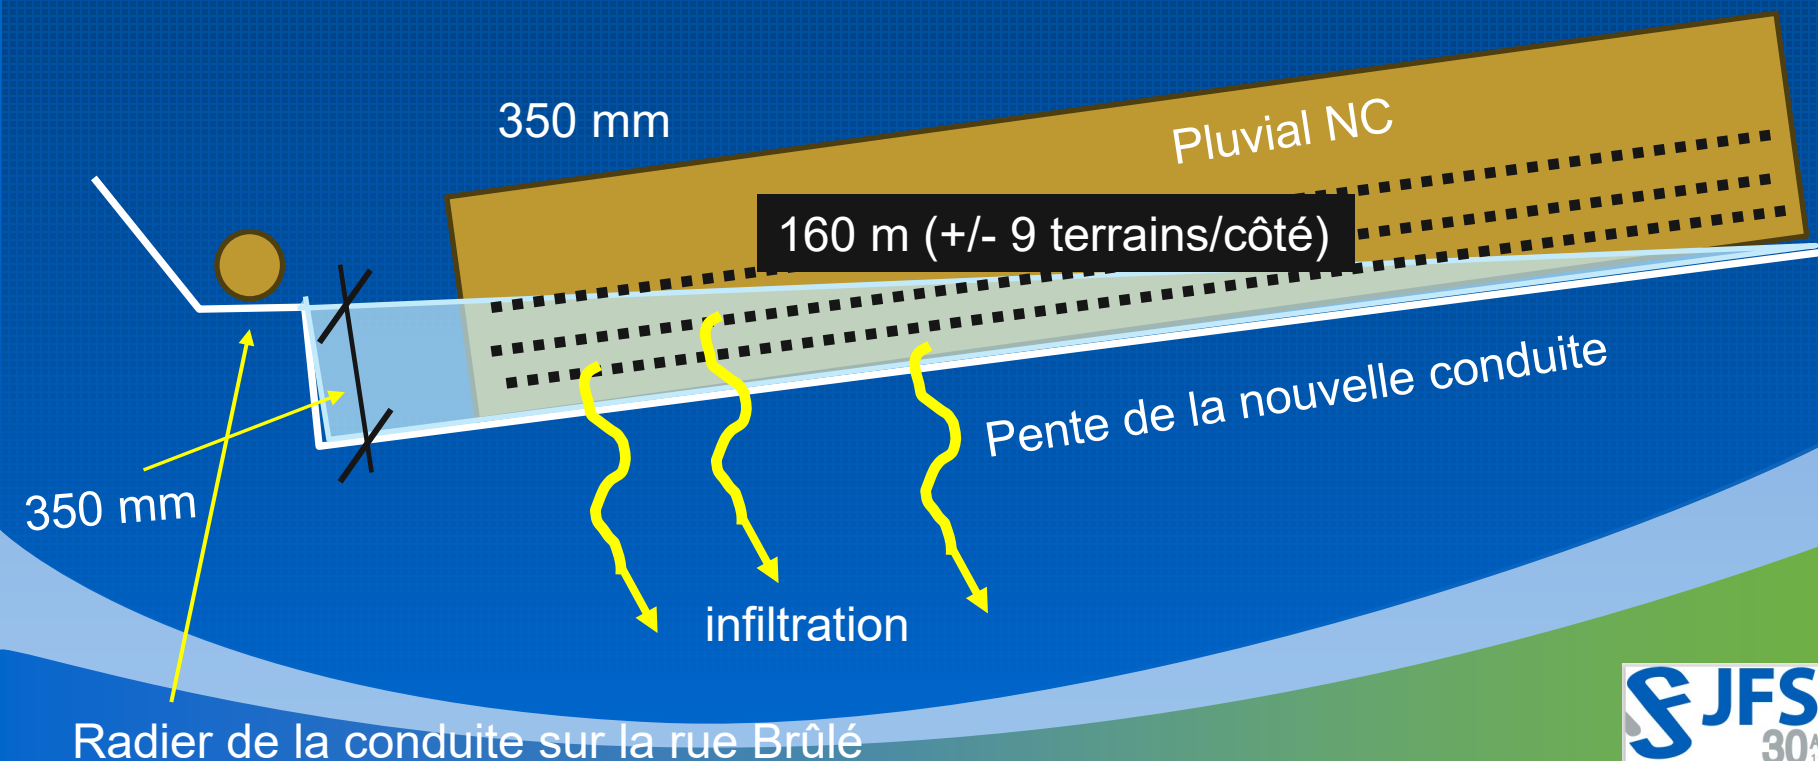 350 mm
Pluvial NC
160 m (+/- 9 terrains/côté)
Pente de la nouvelle conduite
350 mm
infiltration
Radier de la conduite sur la rue Brûlé
JFS
30